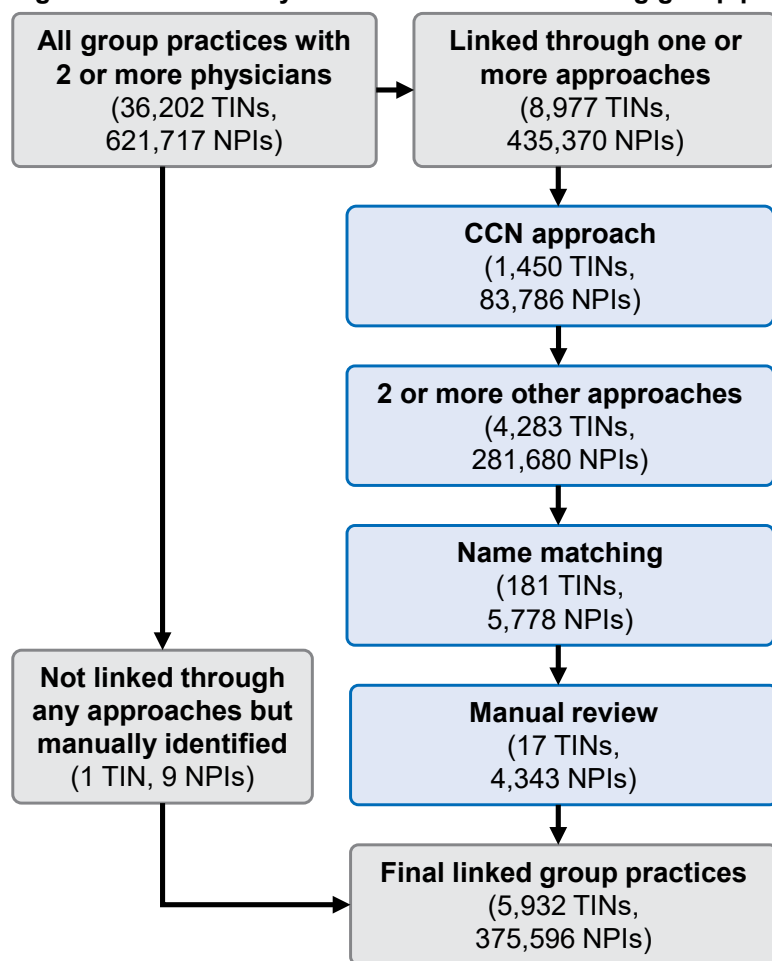 All group practices with
2 or more physicians
(36,202 TINs,
621,717 NPIs)
Linked through one or
more approaches
(8,977 TINs,
435,370 NPIs)
CCN approach
(1,450 TINs,
83,786 NPIs)
2 or more other approaches
(4,283 TINs,
281,680 NPIs)
Name matching
(181 TINs,
5,778 NPIs)
Not linked through
any approaches but
manually identified
(1 TIN, 9 NPIs)
Manual review
(17 TINs,
4,343 NPIs)
Final linked group practices
(5,932 TINs,
375,596 NPIs)